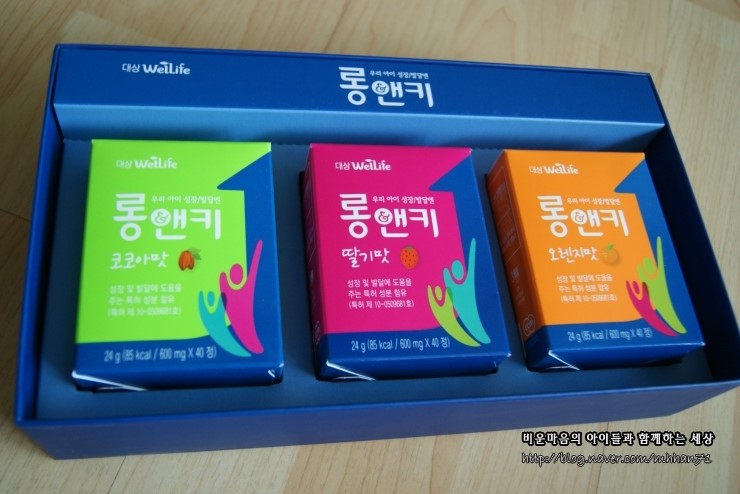 대상 WelLife
우리 아이 성장/발달엔
롱&앤키
대상 WelLife
우리 아이 성장/발달엔
롱&앤키
코코아맛
성장 및 발달에 도움을
주는 특허 성분 함유
(특허 제 10-0509681호)
24 g (85 kcal / 600 mg X 40 정)
대상 WelLife
우리 아이 성장/발달엔
롱&앤키
딸기맛
성장 및 발달에 도움을
주는 특허 성분 함유
(특허 제 10-0509681호)
24 g (85 kcal / 600 mg X 40 정)
대상 WelLife
우리 아이 성장/발달엔
롱&앤키
오렌지맛
성장 및 발달에 도움을
주는 특허 성분 함유
(특허 제 10-0509681호)
24 g (85 kcal / 600 mg X 40 정)
비운마음의 아이들과 함께하는 세상
http://blog.naver.com/mhhan71